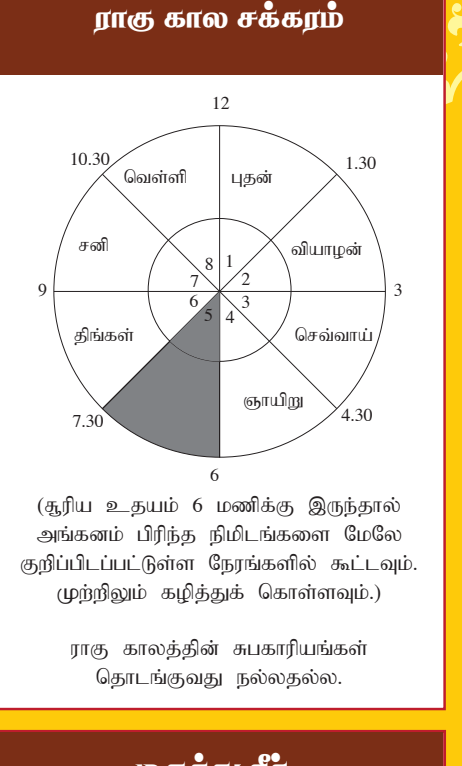 ராகு கால சக்கரம்
12
10.30
1.30
வெள்ளி
புதன்
சனி
வியாழன்
8
1
7
2
9
3
6
3
5
4
திங்கள்
செவ்வாய்
ஞாயிறு
7.30
4.30
6
(சூரிய உதயம் 6 மணிக்கு இருந்தால்
அங்கனம் பிரிந்த நிமிடங்களை மேலே
குறிப்பிடப்பட்டுள்ள நேரங்களில் கூட்டவும்.
முற்றிலும் கழித்துக் கொள்ளவும்.)
ராகு காலத்தின் சுபகாரியங்கள்
தொடங்குவது நல்லதல்ல.